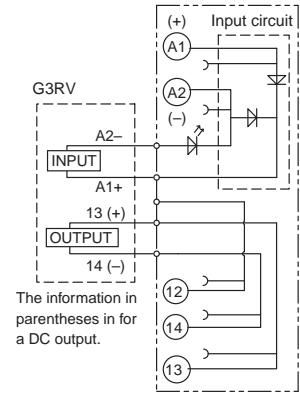 (+)
Input circuit
A1
G3RV
A2
(–)
A2–
INPUT
A1+
13 (+)
OUTPUT
14 (–)
12
14
13
The information in
parentheses in for
a DC output.